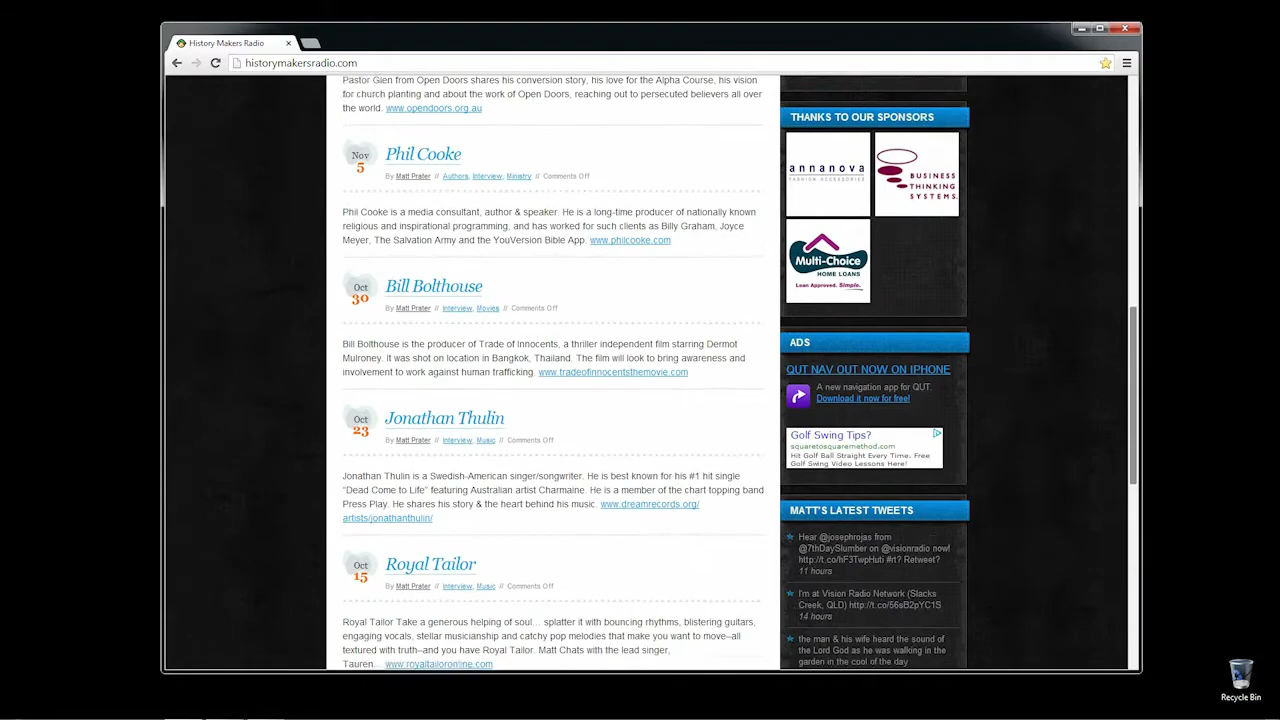 History Makers Radio
historymakersradio.com
Pastor Glen from Open Doors shares his conversion story, his love for the Alpha Course, his vision
for church planting and about the work of Open Doors, reaching out to persecuted believers all over
the world. www.opendoors.org.au
Nov
5
Phil Cooke
By Matt Prater // Authors, Interview, Ministry // Comments Off
Phil Cooke is a media consultant, author & speaker. He is a long-time producer of nationally known
religious and inspirational programming, and has worked for such clients as Billy Graham, Joyce
Meyer, The Salvation Army and the YouVersion Bible App. www.philcooke.com
Oct
30
Bill Bolthouse
By Matt Prater // Interview, Movies // Comments Off
Bill Bolthouse is the producer of Trade of Innocents, a thriller independent film starring Dermot
Mulroney. It was shot on location in Bangkok, Thailand. The film will look to bring awareness and
involvement to work against human trafficking. www.tradeofinnocentsthemovie.com
Oct
23
Jonathan Thulin
By Matt Prater // Interview, Music // Comments Off
Jonathan Thulin is a Swedish-American singer/songwriter. He is best known for his #1 hit single
“Dead Come to Life” featuring Australian artist Charmaine. He is a member of the chart topping band
Press Play. He shares his story & the heart behind his music. www.dreamrecords.org/
artists/jonathanthulin/
Oct
15
Royal Tailor
By Matt Prater // Interview, Music // Comments Off
Royal Tailor Take a generous helping of soul… splatter it with bouncing rhythms, blistering guitars,
engaging vocals, stellar musicianship and catchy pop melodies that make you want to move–all
textured with truth–and you have Royal Tailor. Matt Chats with the lead singer,
Tauren… www.royaltailoronline.com
THANKS TO OUR SPONSORS
annanova
FASHION ACCESSORIES
BUSINESS
THINKING
SYSTEMS
Multi-Choice
HOME LOANS
Loan Approved. Simple.
ADS
QUT NAV OUT NOW ON IPHONE
A new navigation app for QUT.
Download it now for free!
Golf Swing Tips?
squaretosquaremethod.com
Hit Golf Ball Straight Every Time. Free
Golf Swing Video Lessons Here!
MATT'S LATEST TWEETS
Hear @josephrojas from
@7thDaySlumber on @visionradio now!
http://t.co/hF3TwpHuti #rt? Retweet?
11 hours
I'm at Vision Radio Network (Slacks
Creek, QLD) http://t.co/56sB2pYC1S
14 hours
the man & his wife heard the sound of
the Lord God as he was walking in the
garden in the cool of the day
Recycle Bin